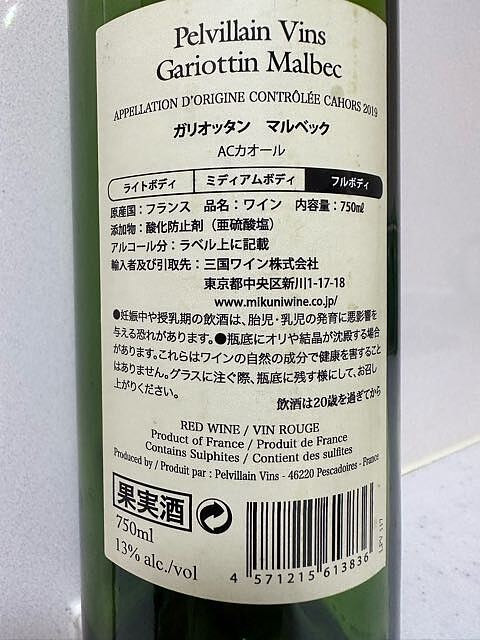 Pelvillain Vins
Gariottin Malbec
APPELLATION D'ORIGINE CONTRÔLÉE CAHORS 2019
ガリオッタン マルベック
ACカオール
ライトボディ ミディアムボディ フルボディ
原産国：フランス 品名：ワイン 内容量：750㎖
添加物：酸化防止剤（亜硫酸塩）
アルコール分：ラベル上に記載
輸入者及び引取先：三国ワイン株式会社
東京都中央区新川1-17-18
www.mikuniwine.co.jp/
●妊娠中や授乳期の飲酒は、胎児・乳児の発育に悪影響を
与える恐れがあります。●瓶底にオリや結晶が沈殿する場合
がありますが。これらはワインの自然の成分で健康を害することは
ありません。グラスに注ぐ際、瓶底に残す様にして、お召し
上がりください。
飲酒は20歳を過ぎてから
RED WINE / VIN ROUGE
Product of France / Produit de France
Contains Sulphites / Contient des sulfites
Produced by / Produit par : Pelvillain Vins - 46220 Pescadoires - France
果実酒
750ml
13% alc./vol
4 571215 613836